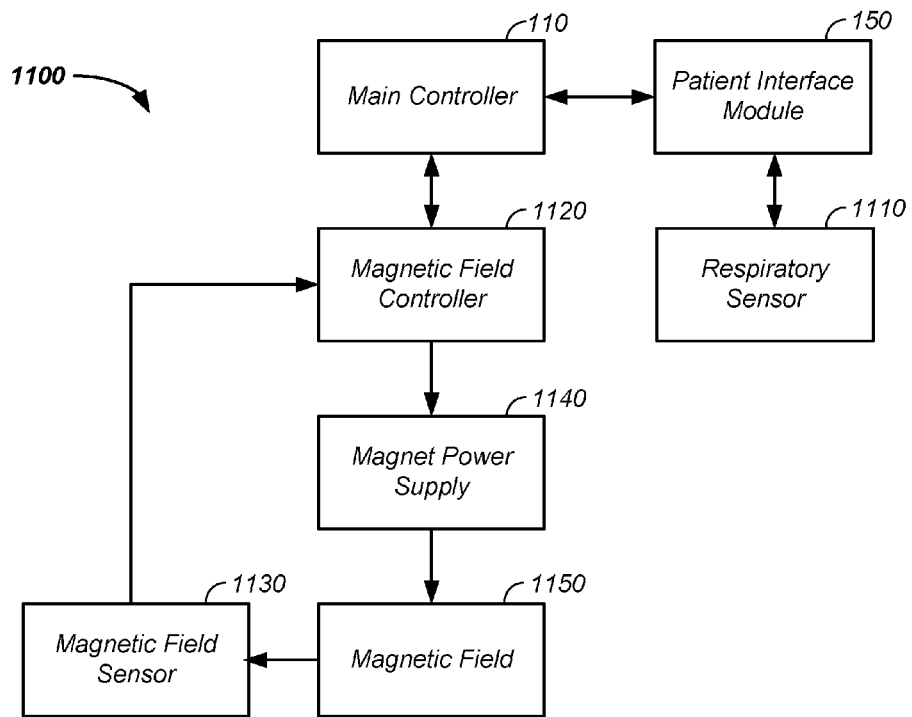 110
150
1100
Main Controller
Patient Interface
Module
1120
1110
Magnetic Field
Controller
Respiratory
Sensor
1140
Magnet Power
Supply
1130
1150
Magnetic Field
Sensor
Magnetic Field